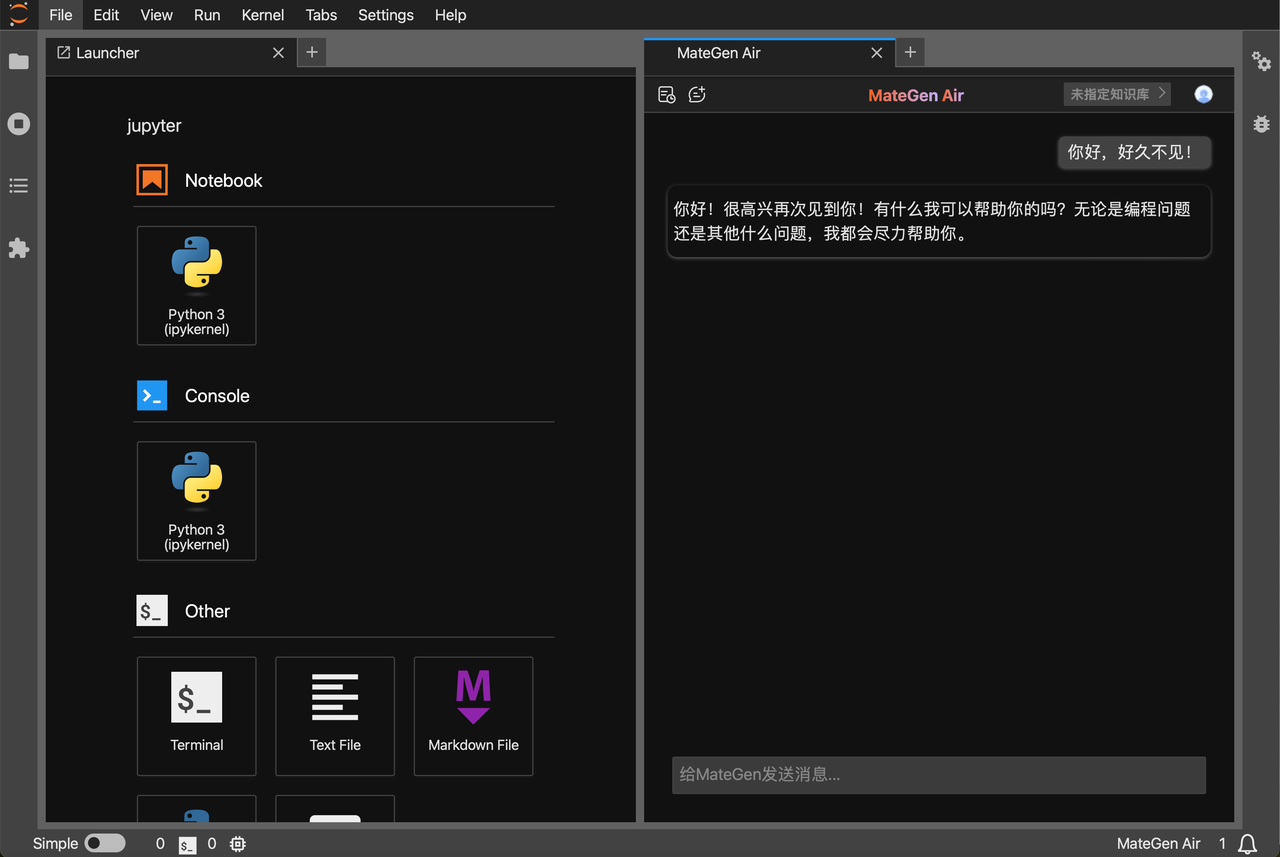 File Edit View Run Kernel Tabs Settings Help
Launcher
MateGen Air
jupyter
Notebook
Python 3
(ipykernel)
Console
Python 3
(ipykernel)
$_ Other
$_
Terminal
Text File
M
Markdown File
MateGen Air
未指定知识库
你好，好久不见！
你好！很高兴再次见到你！有什么我可以帮助你的吗？无论是编程问题
还是其他什么问题，我都会尽力帮助你。
给MateGen发送消息...
Simple 0 $_ 0
MateGen Air 1